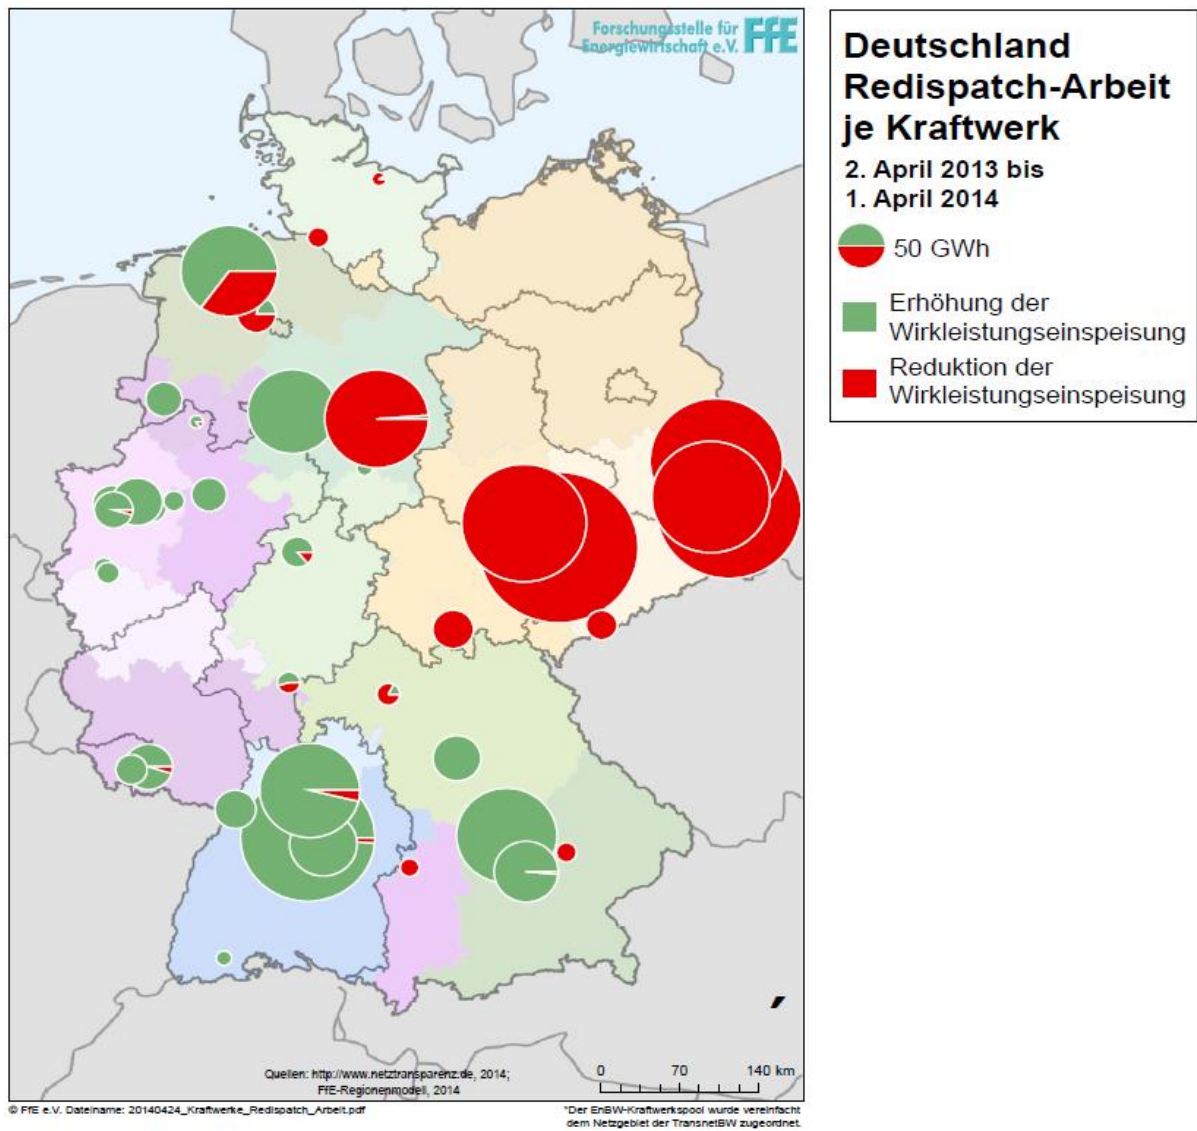 Forschungsstelle für
Energiewirtschaft e.V. FfE
Deutschland
Redispatch-Arbeit
je Kraftwerk
2. April 2013 bis
1. April 2014
50 GWh
Erhöhung der
Wirkleistungseinspeisung
Reduktion der
Wirkleistungseinspeisung
Quellen: http://www.netztransparenz.de, 2014;
FfE-Regionenmodell, 2014
0 70 140 km
© FfE e.V. Dateiname: 20140424_Kraftwerke_Redispatch_Arbeit.pdf
*Der EnBW-Kraftwerkspool wurde vereinfacht
dem Netzgebiet der TransnetBW zugeordnet.